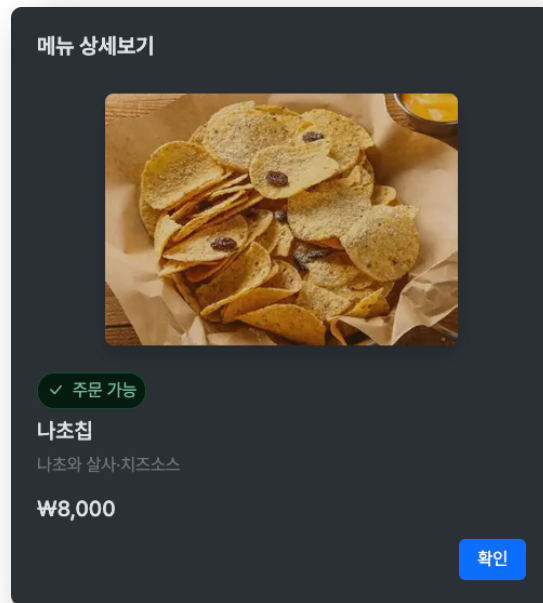 메뉴 상세보기
주문 가능
나초칩
나초와 살사·치즈소스
₩8,000
확인